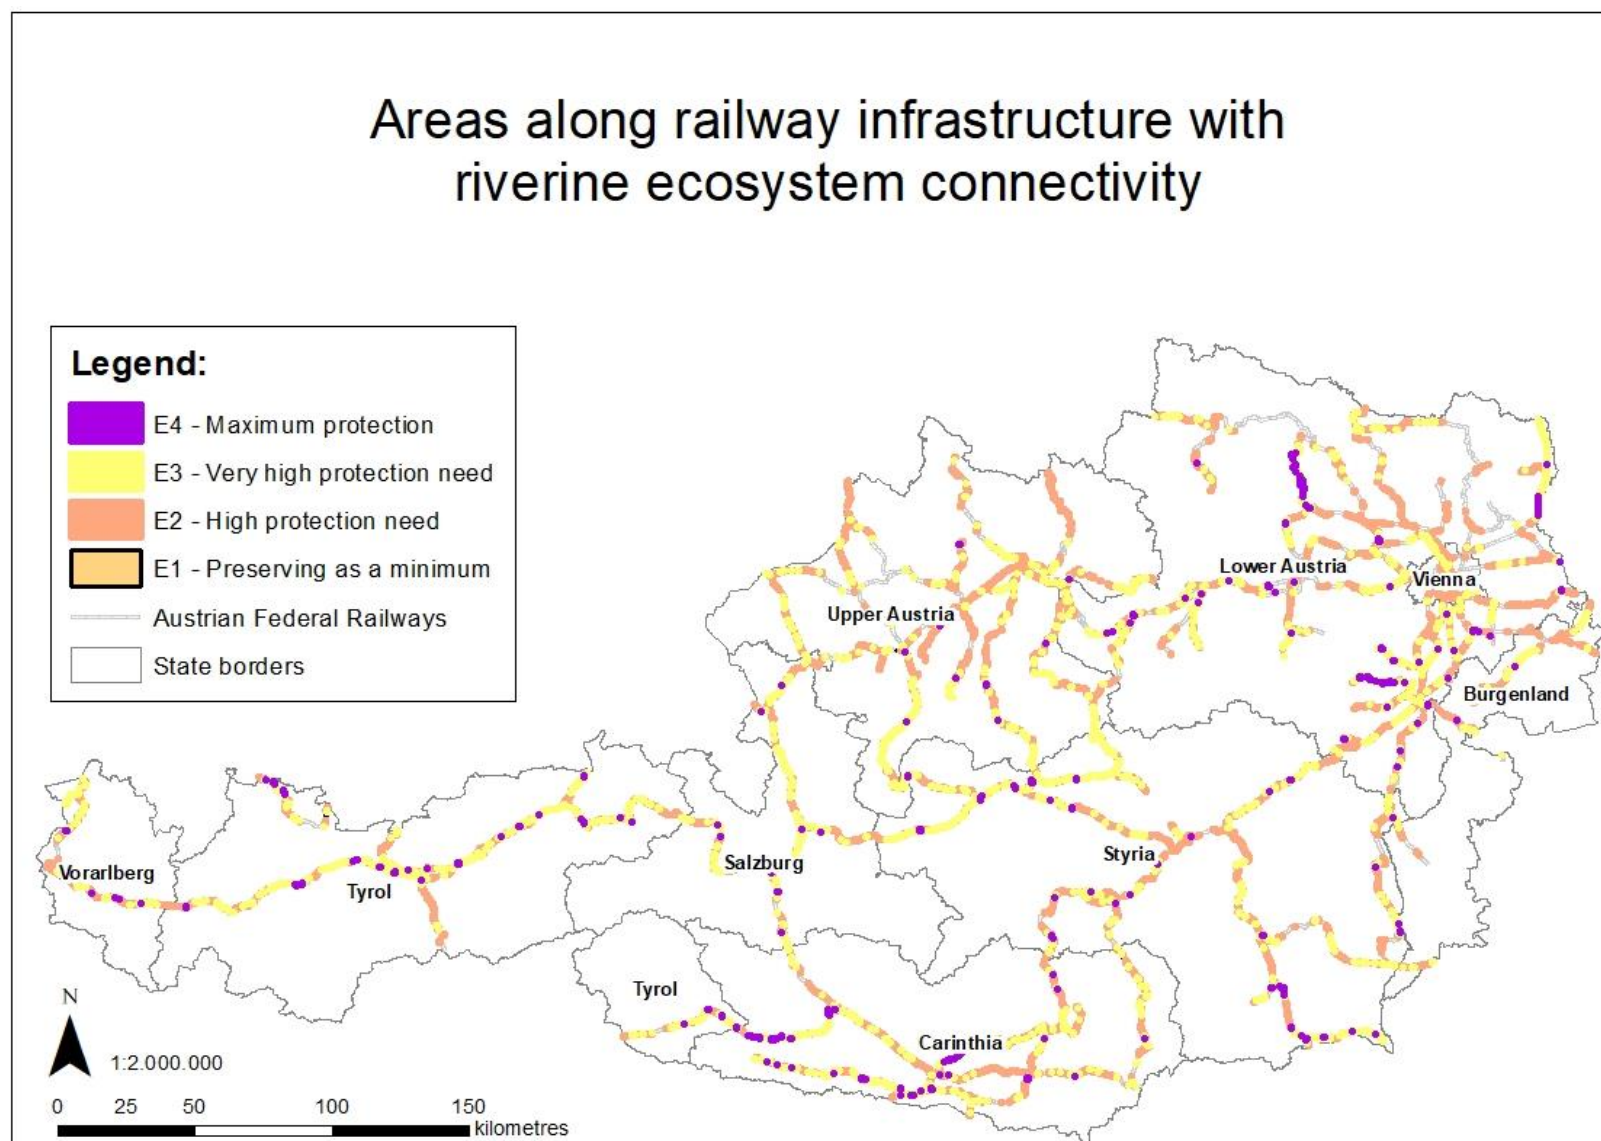 Areas along railway infrastructure with
riverine ecosystem connectivity
Legend:
E4 - Maximum protection
E3 - Very high protection need
E2 - High protection need
E1 - Preserving as a minimum
Austrian Federal Railways
State borders
Lower Austria
Vienna
Upper Austria
Burgenland
Vorarlberg
Tyrol
Salzburg
Styria
Tyrol
Carinthia
N
1:2.000.000
0 25 50 100 150
kilometres